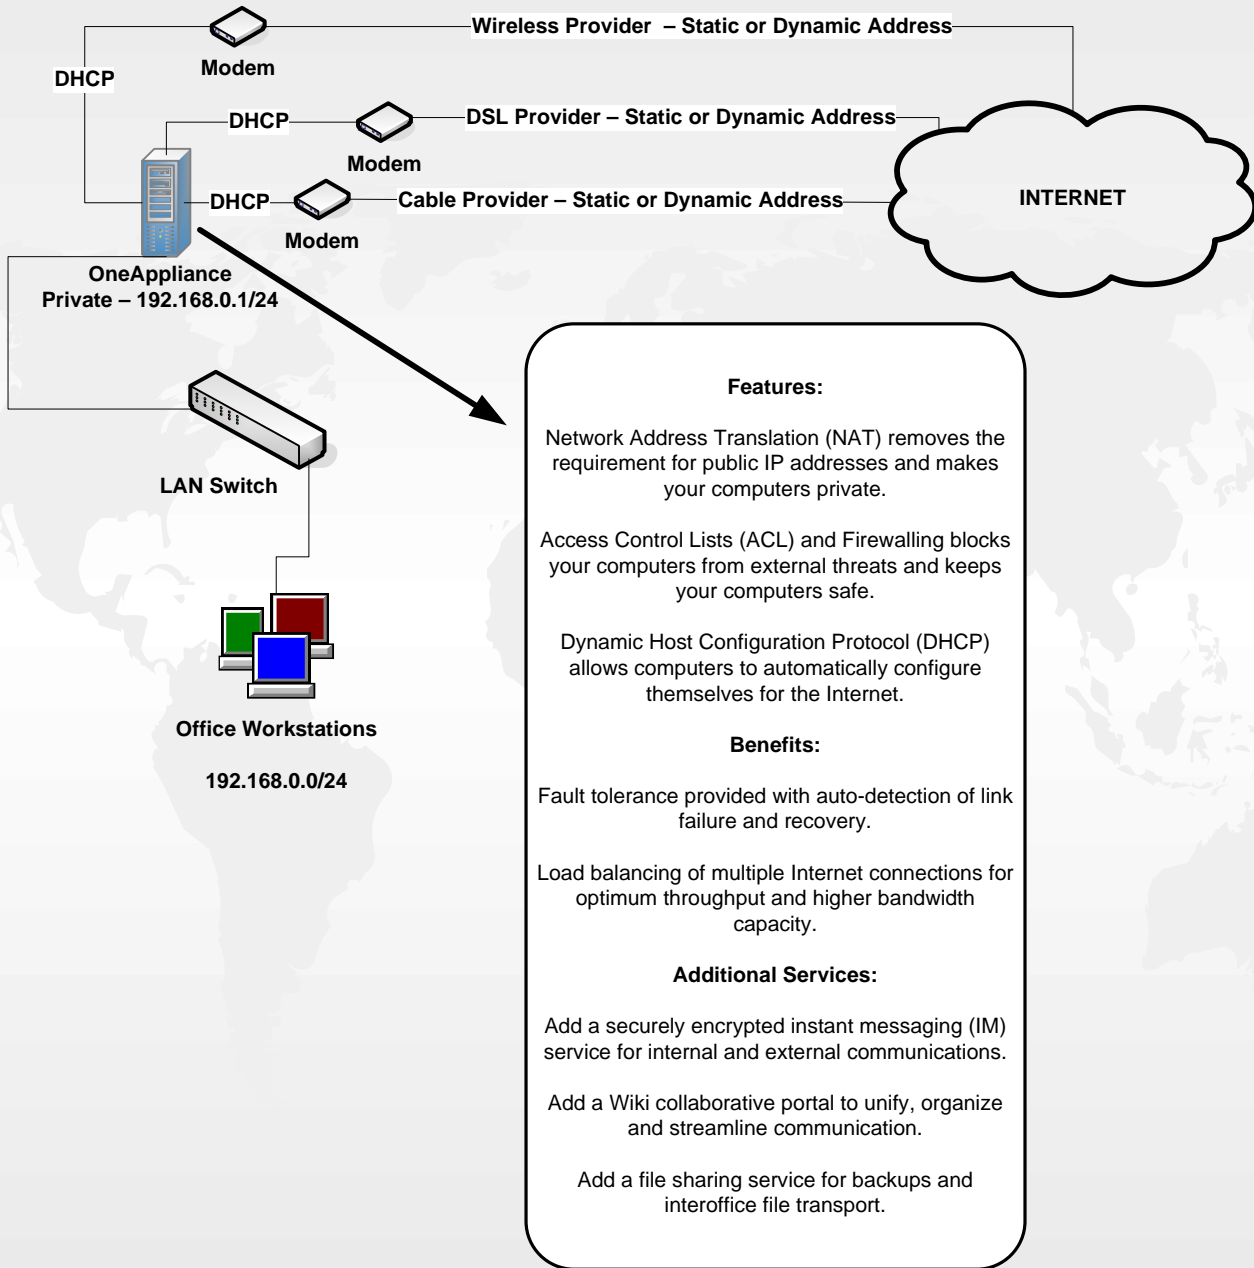 Wireless Provider – Static or Dynamic Address
Modem
DHCP
DHCP
DSL Provider – Static or Dynamic Address
Modem
DHCP
Cable Provider – Static or Dynamic Address
Modem
INTERNET
OneAppliance
Private – 192.168.0.1/24
LAN Switch
Office Workstations
192.168.0.0/24
Features:
Network Address Translation (NAT) removes the
requirement for public IP addresses and makes
your computers private.
Access Control Lists (ACL) and Firewalling blocks
your computers from external threats and keeps
your computers safe.
Dynamic Host Configuration Protocol (DHCP)
allows computers to automatically configure
themselves for the Internet.
Benefits:
Fault tolerance provided with auto-detection of link
failure and recovery.
Load balancing of multiple Internet connections for
optimum throughput and higher bandwidth
capacity.
Additional Services:
Add a securely encrypted instant messaging (IM)
service for internal and external communications.
Add a Wiki collaborative portal to unify, organize
and streamline communication.
Add a file sharing service for backups and
interoffice file transport.